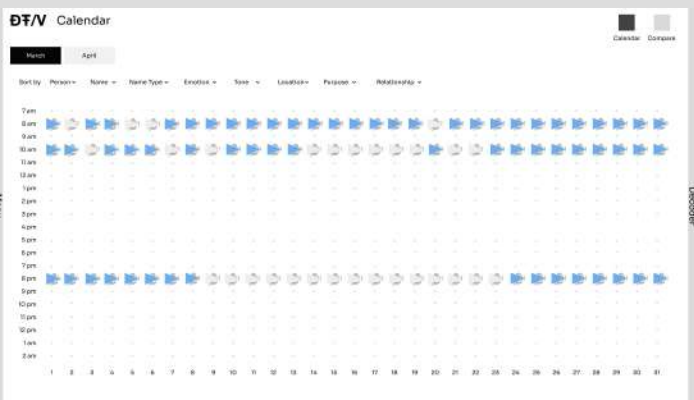 ĐŦ/V Calendar
Calendar Compare
March April
Sort by Person Name Name Type Emotion Tone Location Purpose Relationship
7 am
8 am
9 am
10 am
11 am
12 am
1 pm
2 pm
3 pm
4 pm
5 pm
6 pm
7 pm
8 pm
9 pm
10 pm
11 pm
12 pm
1 am
2 am
1 2 3 4 5 6 7 8 9 10 11 12 13 14 15 16 17 18 19 20 21 22 23 24 25 26 27 28 29 30 31
Decoder